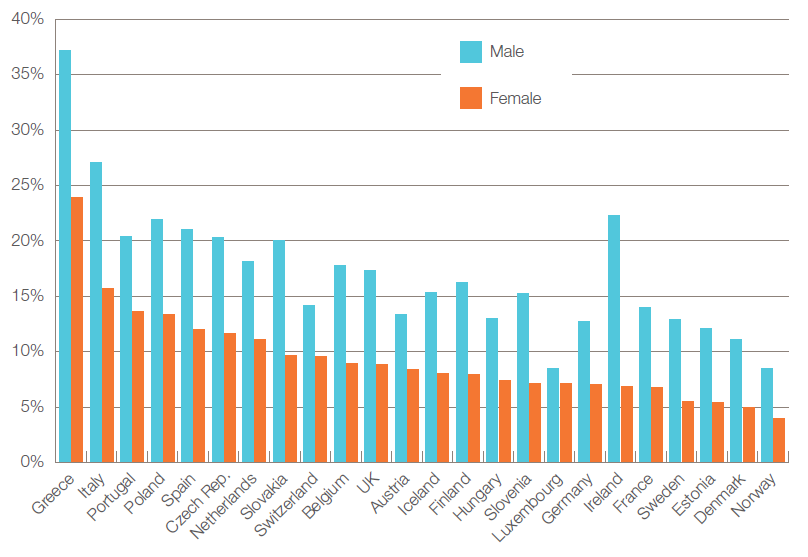 40%
35%
30%
25%
20%
15%
10%
5%
0%
Male
Female
Greece
Italy
Portugal
Poland
Spain
Czech Rep.
Netherlands
Slovakia
Switzerland
Belgium
UK
Austria
Iceland
Finland
Hungary
Slovenia
Luxembourg
Germany
Ireland
France
Sweden
Estonia
Denmark
Norway